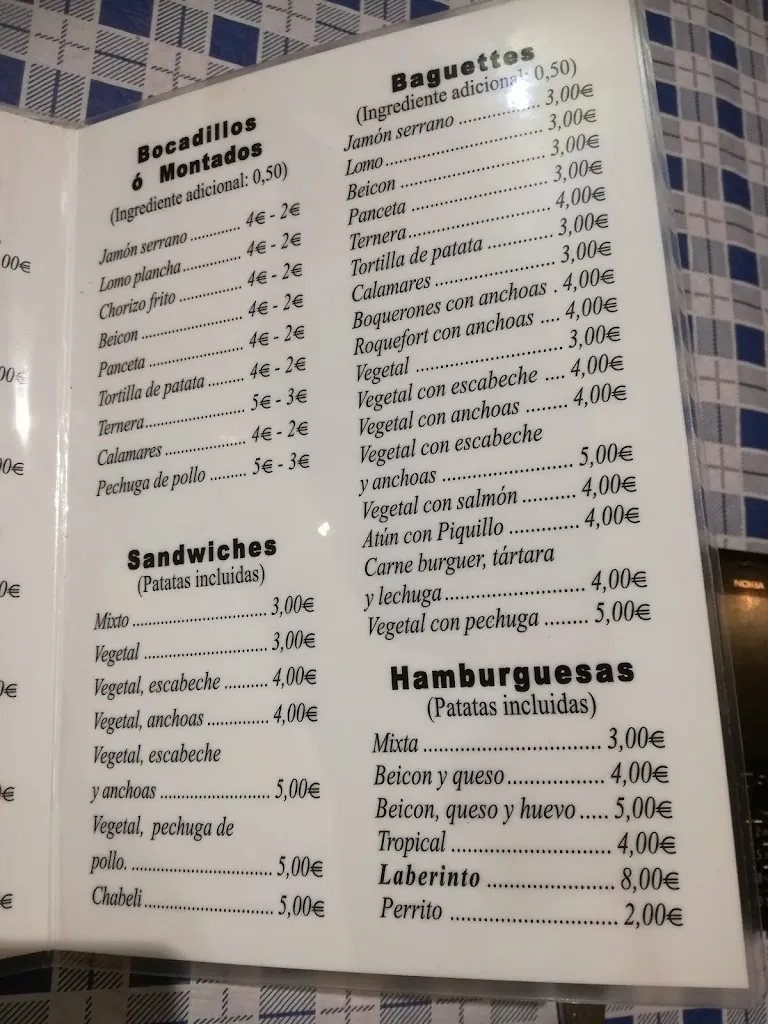 ,00€
00€
00€
0€
0€
€
€
Bocadillos
ó Montados
(Ingrediente adicional: 0,50)
Jamón serrano ............ 4€ - 2€
Lomo plancha............... 4€ - 2€
Chorizo frito ................. 4€ - 2€
Beicon ........................... 4€ - 2€
Panceta ......................... 4€ - 2€
Tortilla de patata ......... 4€ - 2€
Ternera.......................... 5€ - 3€
Calamares ..................... 4€ - 2€
Pechuga de pollo ......... 5€ - 3€
Sandwiches
(Patatas incluidas)
Mixto ............................. 3,00€
Vegetal .......................... 3,00€
Vegetal, escabeche ......... 4,00€
Vegetal, anchoas ............. 4,00€
Vegetal, escabeche
y anchoas ....................... 5,00€
Vegetal, pechuga de
pollo. .............................. 5,00€
Chabeli ........................... 5,00€
Baguettes
(Ingrediente adicional: 0,50)
Jamón serrano ................ 3,00€
Lomo ................................ 3,00€
Beicon .............................. 3,00€
Panceta ............................ 3,00€
Ternera............................. 4,00€
Tortilla de patata ............ 3,00€
Calamares ....................... 3,00€
Boquerones con anchoas . 4,00€
Roquefort con anchoas .... 4,00€
Vegetal ............................ 3,00€
Vegetal con escabeche .... 4,00€
Vegetal con anchoas ........ 4,00€
Vegetal con escabeche
y anchoas ......................... 5,00€
Vegetal con salmón .......... 4,00€
Atún con Piquillo ............. 4,00€
Carne burguer, tártara
y lechuga.......................... 4,00€
Vegetal con pechuga ........ 5,00€
Hamburguesas
(Patatas incluidas)
Mixta ................................ 3,00€
Beicon y queso.................. 4,00€
Beicon, queso y huevo ..... 5,00€
Tropical ............................ 4,00€
Laberinto ......................... 8,00€
Perrito .............................. 2,00€
NOKIA